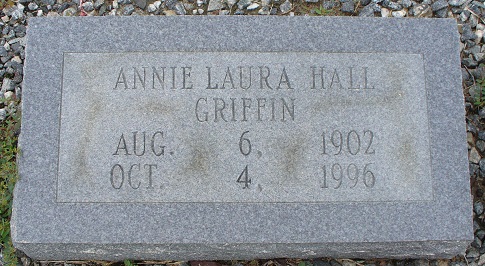 ANNIE LAURA HALL
GRIFFIN
AUG. 6, 1902
OCT. 4, 1996